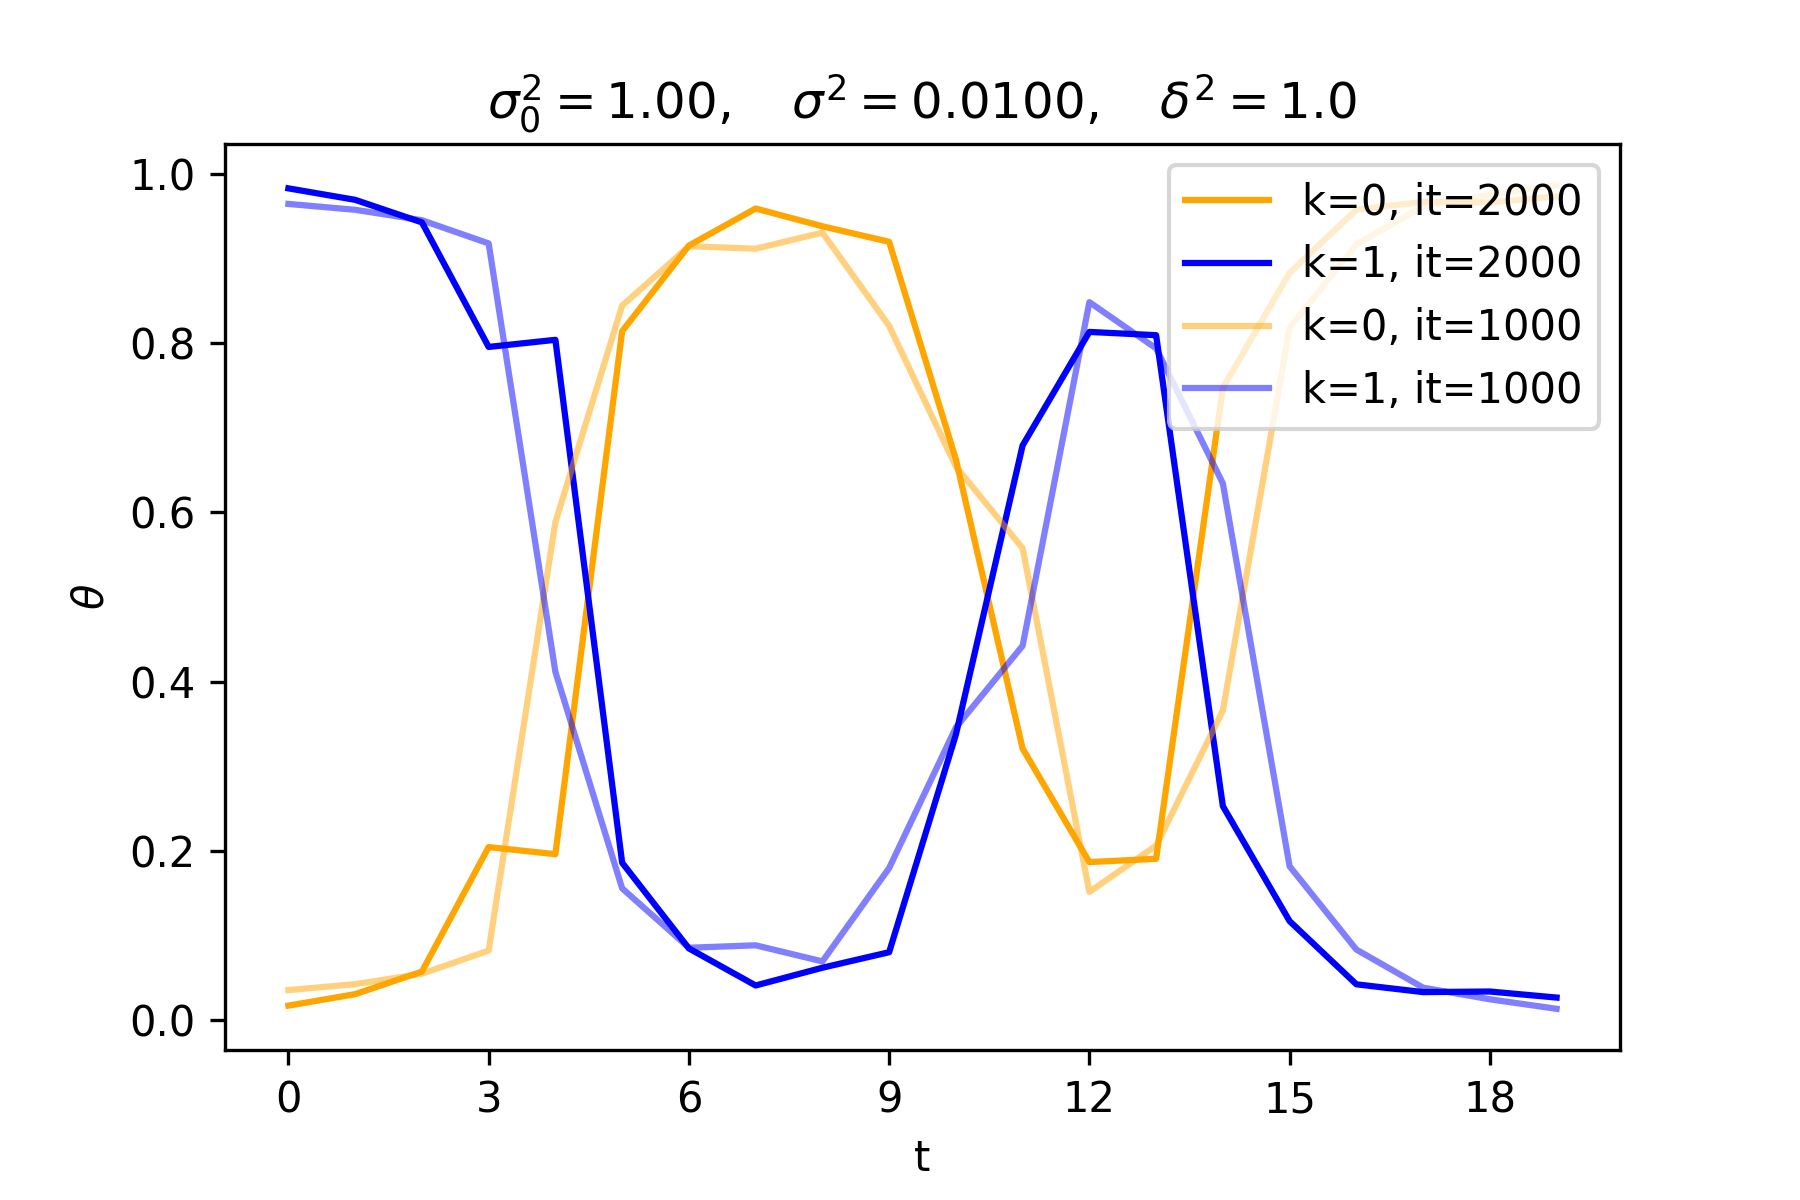 σ₀² = 1.00, σ² = 0.0100, δ² = 1.0
1.0
0.8
0.6
0.4
0.2
0.0
θ
k=0, it=2000
k=1, it=2000
k=0, it=1000
k=1, it=1000
0 3 6 9 12 15 18
t